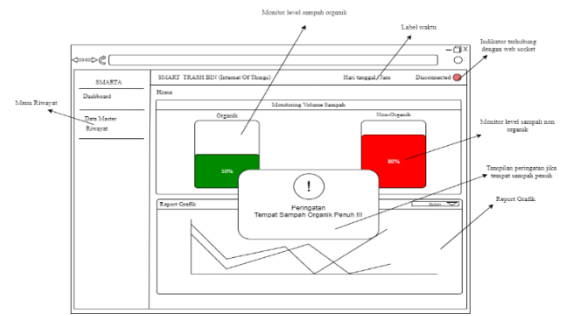 Monitor level sampah organik
Label waktu
Indikator terhubung
dengan web socket
SMARTA
SMART TRASH BIN (Internet Of Things)
Hari tanggal/Jam
Disconnected
Dashboard
Home
Menu Riwayat
Data Master
Riwayat
Monitoring Volume Sampah
Organik
Non-Organik
50%
80%
Monitor level sampah non
organik
!
Peringatan
Tempat Sampah Organik Penuh !!!
Tampilan peringatan jika
tempat sampah penuh
Report Grafik
Report Grafik